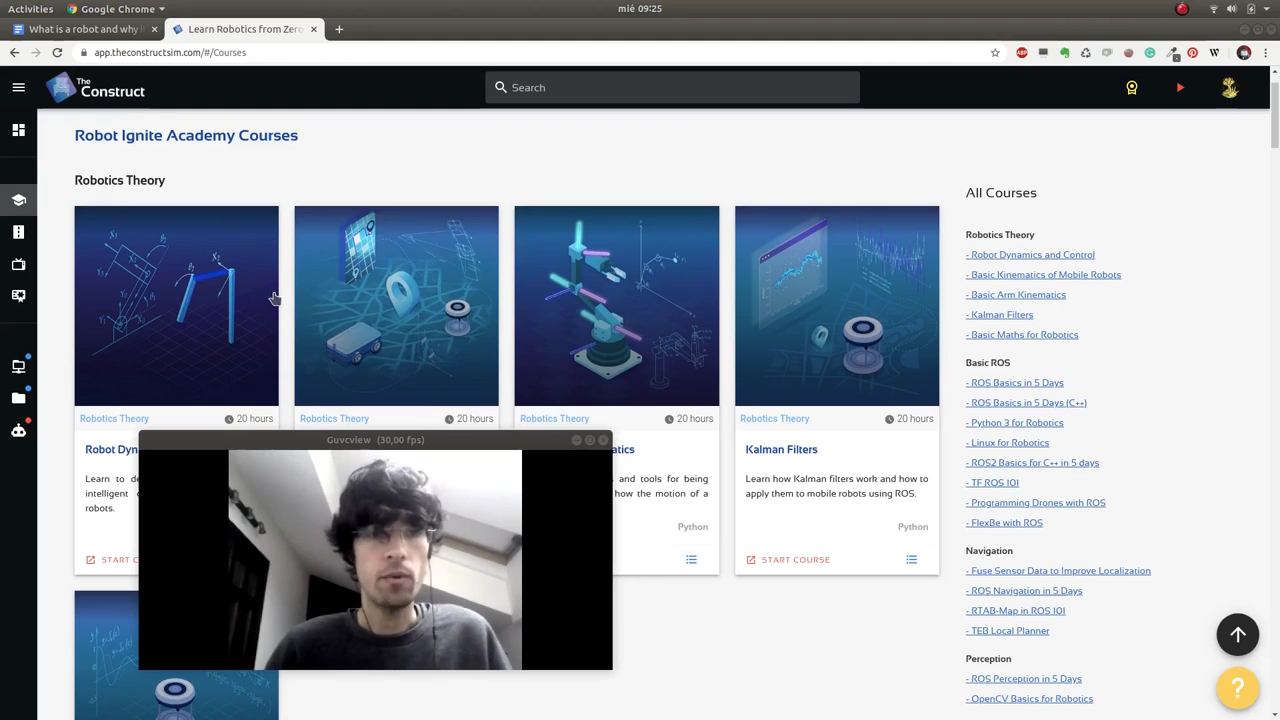 Activities
Google Chrome
mié 09:25
What is a robot and why i
Learn Robotics from Zero
app.theconstructsim.com/#/Courses
The Construct
Search
Robot Ignite Academy Courses
Robotics Theory
Robotics Theory 20 hours
Robotics Theory 20 hours
Robotics Theory 20 hours
Robotics Theory 20 hours
Guvcview (30,00 fps)
Robot Dyn
atics
Kalman Filters
Learn to de
intelligent c
robots.
and tools for being
how the motion of a
Learn how Kalman filters work and how to
apply them to mobile robots using ROS.
Python
Python
START C
START COURSE
All Courses
Robotics Theory
- Robot Dynamics and Control
- Basic Kinematics of Mobile Robots
- Basic Arm Kinematics
- Kalman Filters
- Basic Maths for Robotics
Basic ROS
- ROS Basics in 5 Days
- ROS Basics in 5 Days (C++)
- Python 3 for Robotics
- Linux for Robotics
- ROS2 Basics for C++ in 5 days
- TF ROS 101
- Programming Drones with ROS
- FlexBe with ROS
Navigation
- Fuse Sensor Data to Improve Localization
- ROS Navigation in 5 Days
- RTAB-Map in ROS 101
- TEB Local Planner
Perception
- ROS Perception in 5 Days
- OpenCV Basics for Robotics